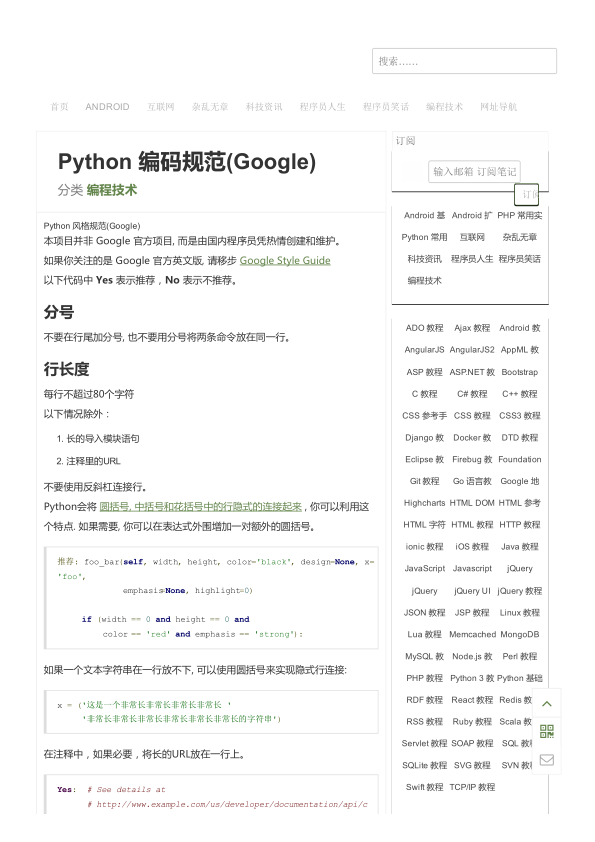 搜索……
首页 ANDROID 互联网 杂乱无章 科技资讯 程序员人生 程序员笑话 编程技术 网址导航
Python 编码规范(Google)
分类 编程技术
Python 风格规范(Google)
本项目并非 Google 官方项目, 而是由国内程序员凭热情创建和维护。
如果你关注的是 Google 官方英文版, 请移步 Google Style Guide
以下代码中 Yes 表示推荐，No 表示不推荐。
分号
不要在行尾加分号, 也不要用分号将两条命令放在同一行。
行长度
每行不超过80个字符
以下情况除外：
1. 长的导入模块语句
2. 注释里的URL
不要使用反斜杠连接行。
Python会将 圆括号, 中括号和花括号中的行隐式的连接起来 , 你可以利用这
个特点. 如果需要, 你可以在表达式外围增加一对额外的圆括号。
推荐: foo_bar(self, width, height, color='black', design=None, x=
'foo',
emphasis=None, highlight=0)
if (width == 0 and height == 0 and
color == 'red' and emphasis == 'strong'):
如果一个文本字符串在一行放不下, 可以使用圆括号来实现隐式行连接:
x = ('这是一个非常长非常长非常长非常长 '
'非常长非常长非常长非常长非常长非常长的字符串')
在注释中，如果必要，将长的URL放在一行上。
Yes: # See details at
# http://www.example.com/us/developer/documentation/api/c
订阅
输入邮箱 订阅笔记
订阅
Android 基 Android 扩 PHP 常用实
Python 常用 互联网 杂乱无章
科技资讯 程序员人生 程序员笑话
编程技术
ADO 教程 Ajax 教程 Android 教
AngularJS AngularJS2 AppML 教
ASP 教程 ASP.NET 教 Bootstrap
C 教程 C# 教程 C++ 教程
CSS 参考手 CSS 教程 CSS3 教程
Django 教 Docker 教 DTD 教程
Eclipse 教 Firebug 教 Foundation
Git 教程 Go 语言教 Google 地
Highcharts HTML DOM HTML 参考
HTML 字符 HTML 教程 HTTP 教程
ionic 教程 iOS 教程 Java 教程
JavaScript Javascript jQuery
jQuery jQuery UI jQuery 教程
JSON 教程 JSP 教程 Linux 教程
Lua 教程 Memcached MongoDB
MySQL 教 Node.js 教 Perl 教程
PHP 教程 Python 3 教 Python 基础
RDF 教程 React 教程 Redis 教
RSS 教程 Ruby 教程 Scala 教
Servlet 教程 SOAP 教程 SQL 教
SQLite 教程 SVG 教程 SVN 教
Swift 教程 TCP/IP 教程